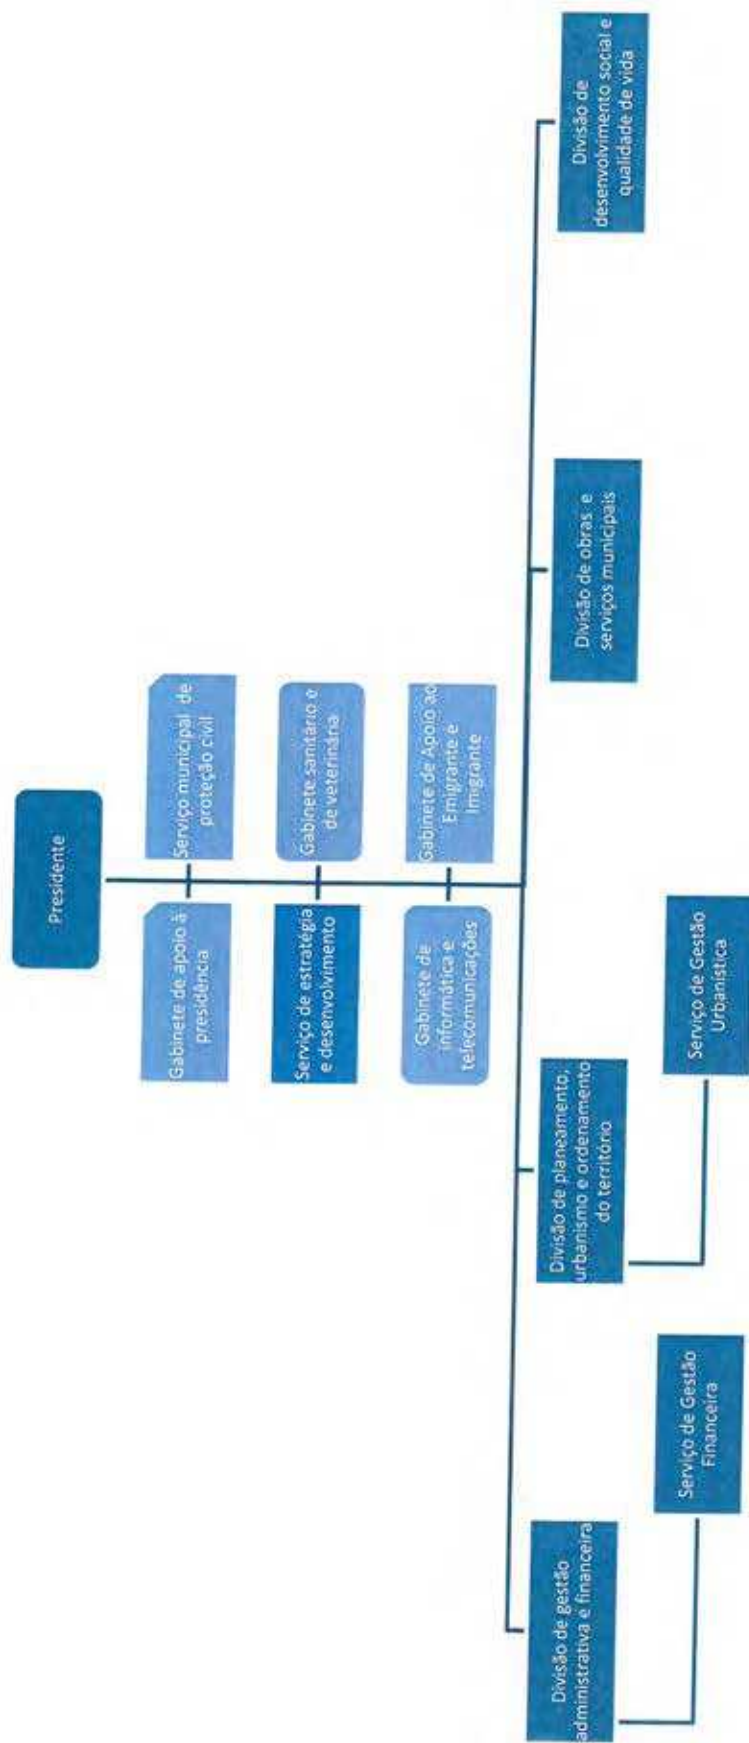 Presidente
Gabinete de apoio à
presidência
Serviço municipal de
proteção civil
Serviço de estratégia
e desenvolvimento
Gabinete sanitário e
de veterinária
Gabinete de
informática e
telecomunicações
Gabinete de Apoio ao
Emigrante e
Imigrante
Divisão de gestão
administrativa e financeira
Divisão de planeamento,
urbanismo e ordenamento
do território
Divisão de obras e
serviços municipais
Divisão de
desenvolvimento social e
qualidade de vida
Serviço de Gestão
Financeira
Serviço de Gestão
Urbanística